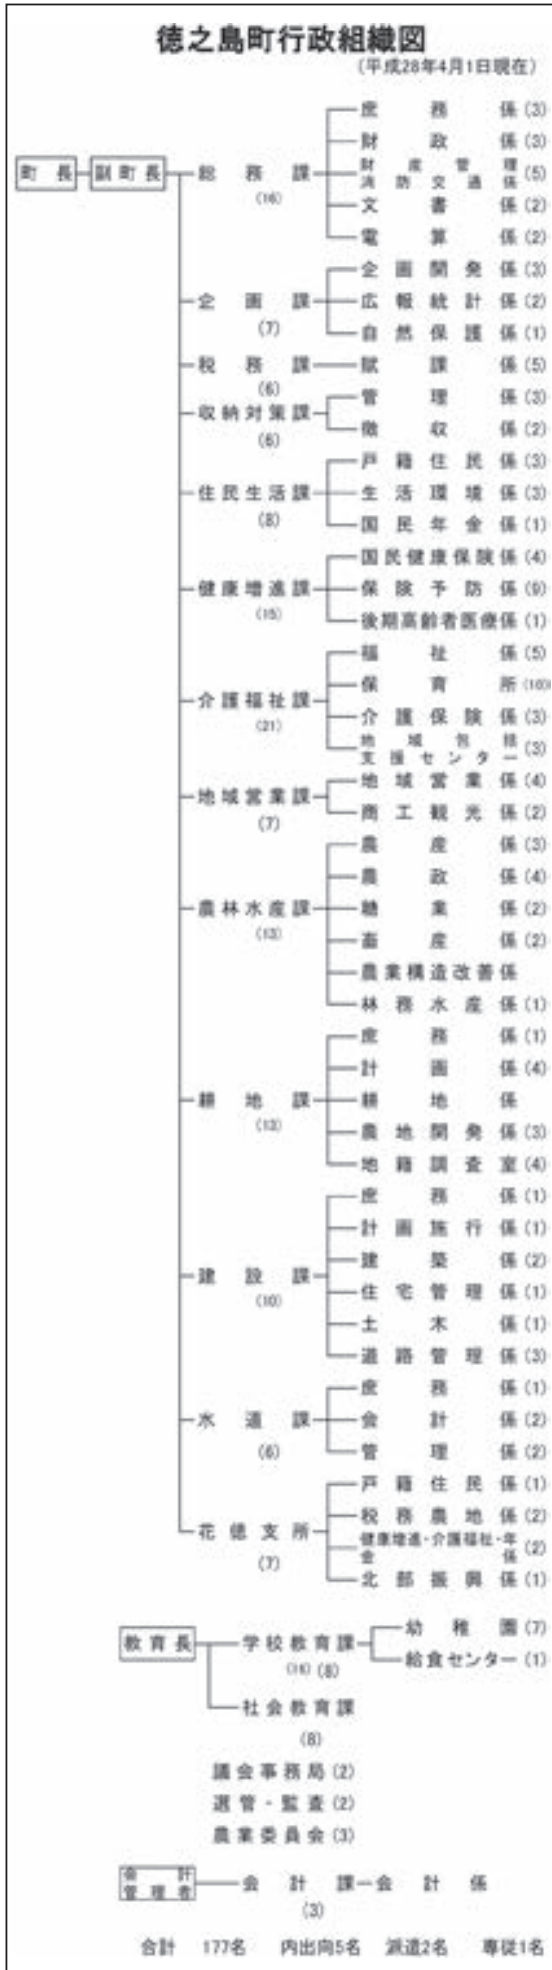 徳之島町行政組織図
(平成28年4月1日現在)
町長
副町長
総務課
(16)
庶務係(3)
財政係(3)
財産管理
消防交通係(5)
文書係(2)
電算係(2)
企画課
(7)
企画開発係(3)
広報統計係(2)
自然保護係(1)
税務課
(6)
賦課係(5)
収納対策課
(6)
管理係(3)
徴収係(2)
住民生活課
(8)
戸籍住民係(3)
生活環境係(3)
国民年金係(1)
健康増進課
(15)
国民健康保険係(4)
保険予防係(9)
後期高齢者医療係(1)
介護福祉課
(21)
福祉係(5)
保育所(10)
介護保険係(3)
地域包括
支援センター(3)
地域営業課
(7)
地域営業係(4)
商工観光係(2)
農林水産課
(13)
農産係(3)
農政係(4)
糖業係(2)
畜産係(2)
農業構造改善係
林務水産係(1)
耕地課
(13)
庶務係(1)
計画係(4)
耕地係
農地開発係(3)
地籍調査室(4)
建設課
(10)
庶務係(1)
計画施行係(1)
建築係(2)
住宅管理係(1)
土木係(1)
道路管理係(3)
水道課
(6)
庶務係(1)
会計係(2)
管理係(2)
花徳支所
(7)
戸籍住民係(1)
税務農地係(2)
健康増進・介護福祉・年
金係(2)
北部振興係(1)
教育長
学校教育課
(16)(8)
幼稚園(7)
給食センター(1)
社会教育課
(8)
議会事務局(2)
選管・監査(2)
農業委員会(3)
会計
管理者
会計課
(3)
会計係
合計 177名 内出向5名 派遣2名 専従1名